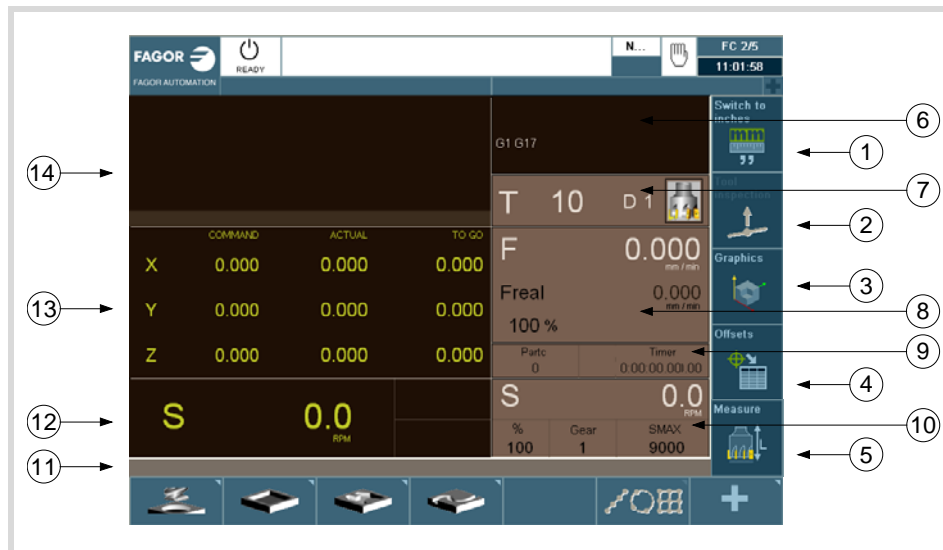 FAGOR
READY
N...
FC 2/5
11:01:58
FAGOR AUTOMATION
Switch to
inches
6
G1 G17
1
14
7
T 10 D 1
Tool
inspection
2
COMMAND ACTUAL TO GO
F 0.000
mm / min
X 0.000 0.000 0.000
Graphics
3
Freal 0.000
mm / min
13
Y 0.000 0.000 0.000
8
100 %
Offsets
9
Z 0.000 0.000 0.000
Partc Timer
0 0:00:00.00l:00
4
S 0.0
RPM
Measure
12
S 0.0
RPM
10
% Gear SMAX
100 1 9000
L
5
11